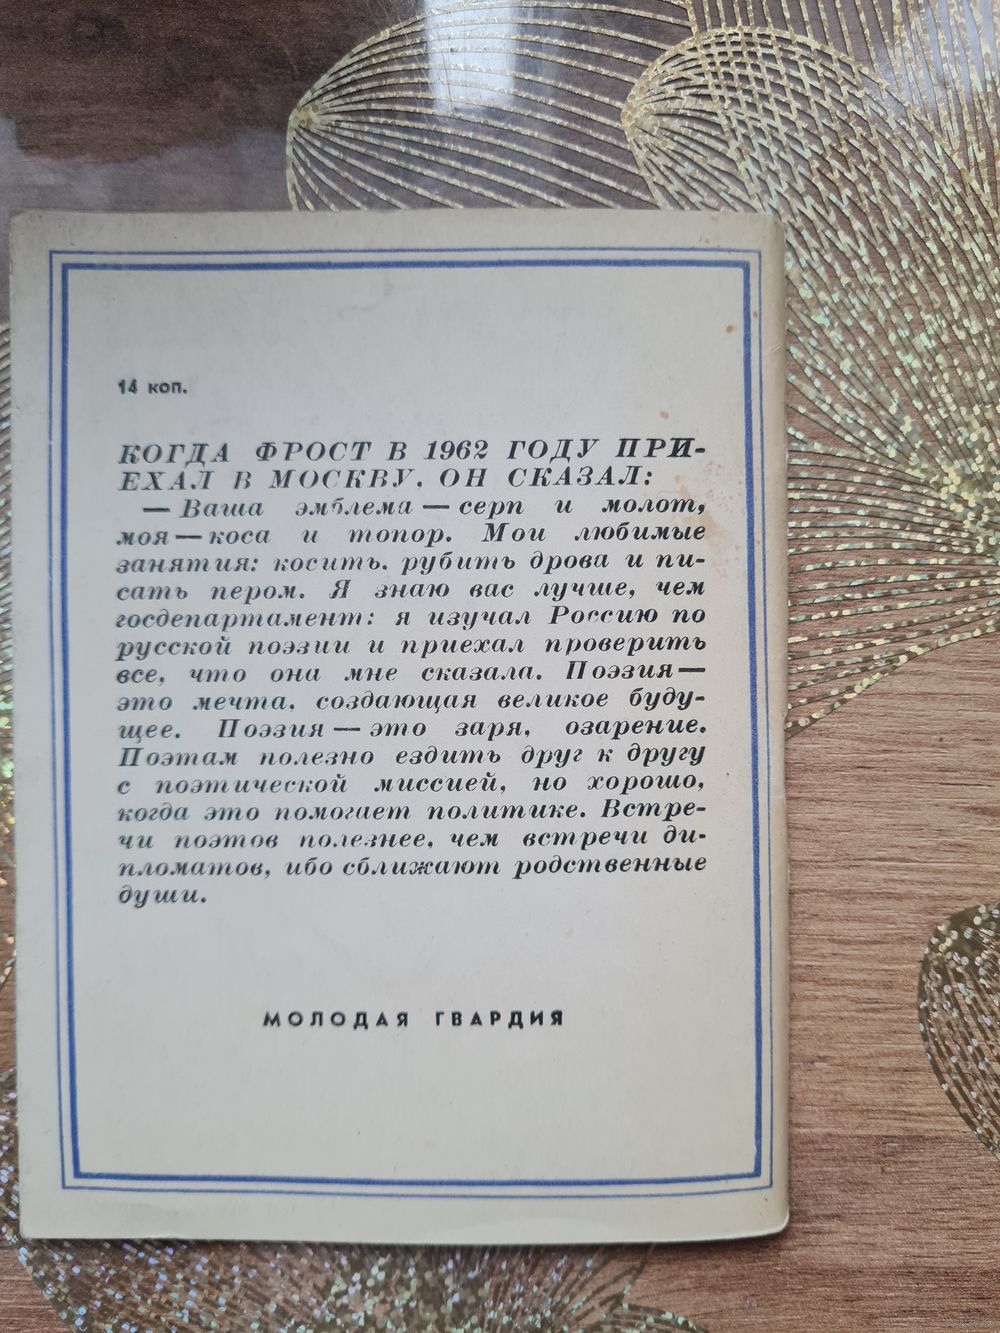 14 коп.
КОГДА ФРОСТ В 1962 ГОДУ ПРИ-
ЕХАЛ В МОСКВУ, ОН СКАЗАЛ:
— Ваша эмблема — серп и молот,
моя — коса и топор. Мои любимые
занятия: косить, рубить дрова и пи-
сать пером. Я знаю вас лучше, чем
госдепартамент: я изучал Россию по
русской поэзии и приехал проверить
все, что она мне сказала. Поэзия —
это мечта, создающая великое буду-
щее. Поэзия — это заря, озарение.
Поэтам полезно ездить друг к другу
с поэтической миссией, но хорошо,
когда это помогает политике. Встре-
чи поэтов полезнее, чем встречи ди-
пломатов, ибо сближают родственные
души.
МОЛОДАЯ ГВАРДИЯ